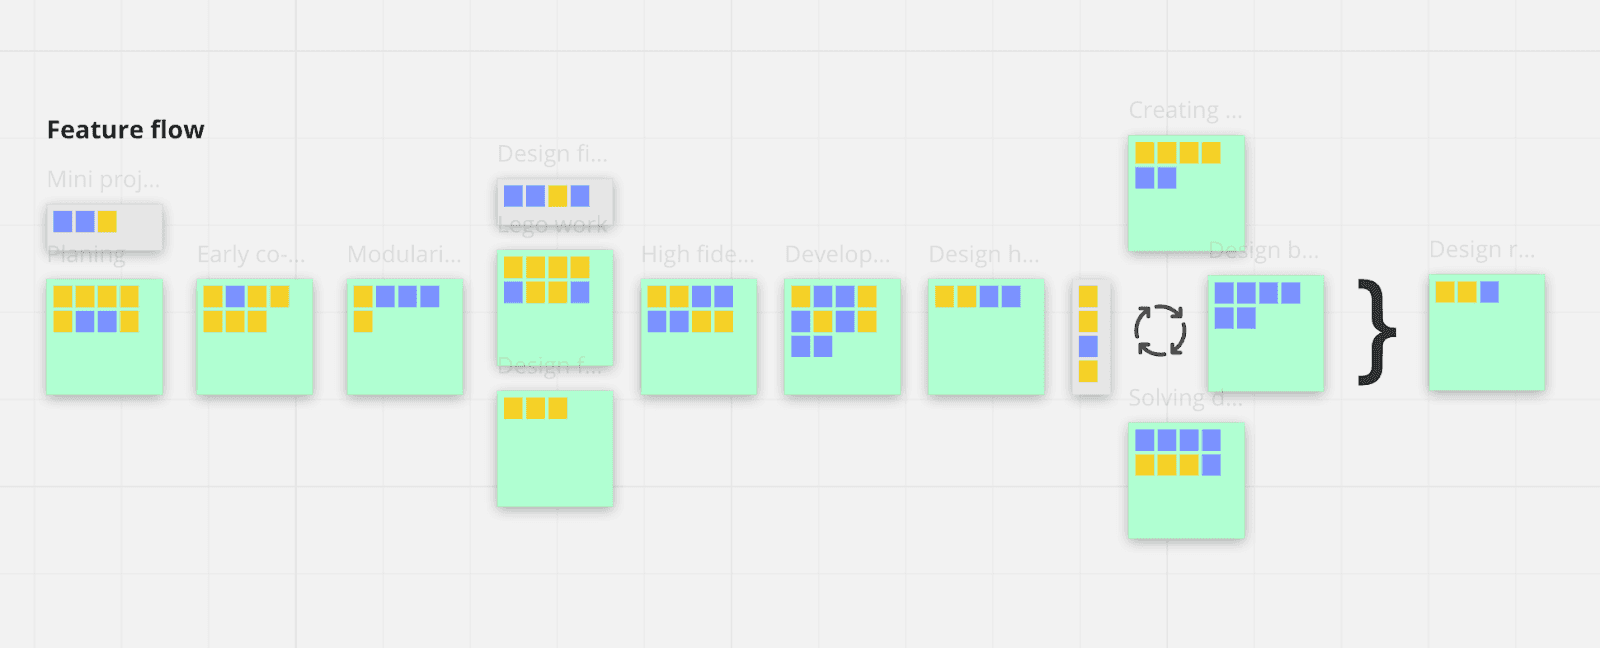 Feature flow
Mini proj...
Planing
Early co-...
Modulari...
Design fi...
Lego work
Design f...
High fide...
Develop...
Design h...
Creating ...
Design b...
Solving d...
Design r...